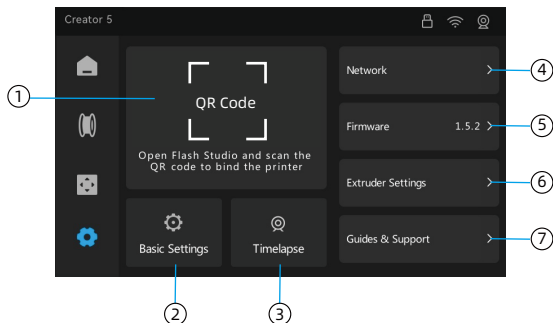 Creator 5
QR Code
Open Flash Studio and scan the
QR code to bind the printer
Basic Settings
Timelapse
Network
Firmware 1.5.2
Extruder Settings
Guides & Support
1
2
3
4
5
6
7